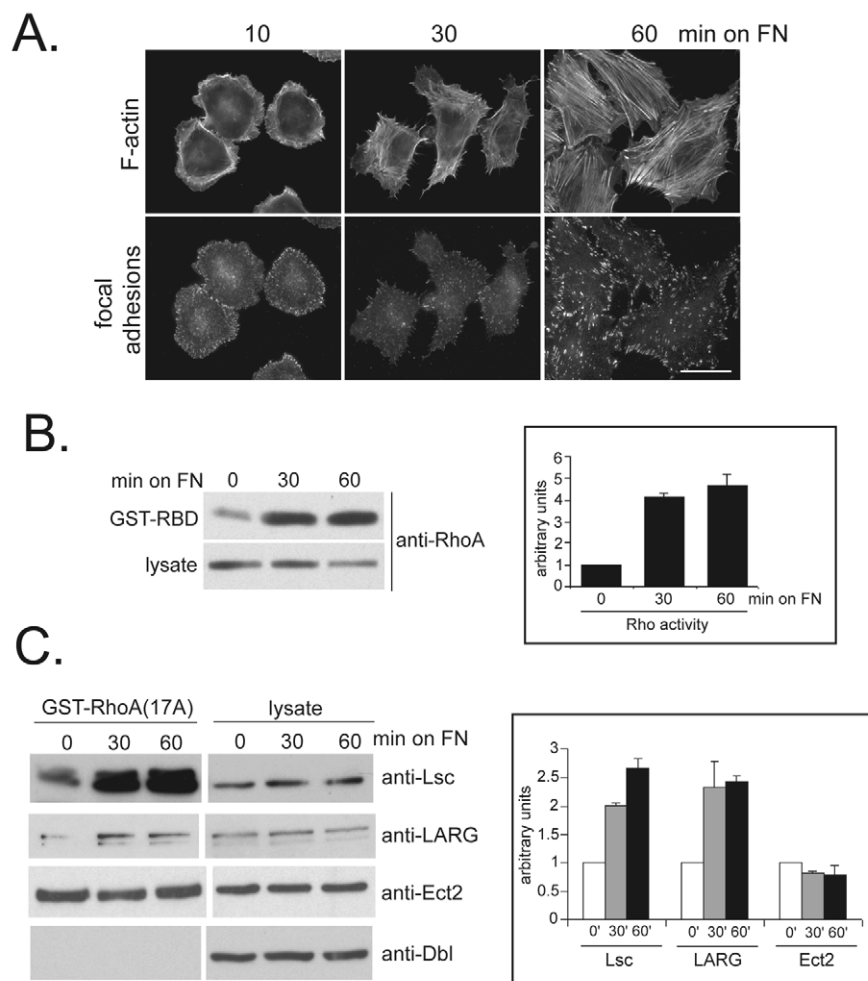 A.
10 30 60 min on FN
F-actin
focal
adhesions
B.
min on FN 0 30 60
GST-RBD
lysate
anti-RhoA
arbitrary units
6
5
4
3
2
1
0
0 30 60 min on FN
Rho activity
C.
GST-RhoA(17A) lysate
0 30 60 0 30 60 min on FN
anti-Lsc
anti-LARG
anti-Ect2
anti-Dbl
arbitrary units
3
2.5
2
1
0.5
0
0' 30' 60' 0' 30' 60' 0' 30' 60'
Lsc LARG Ect2